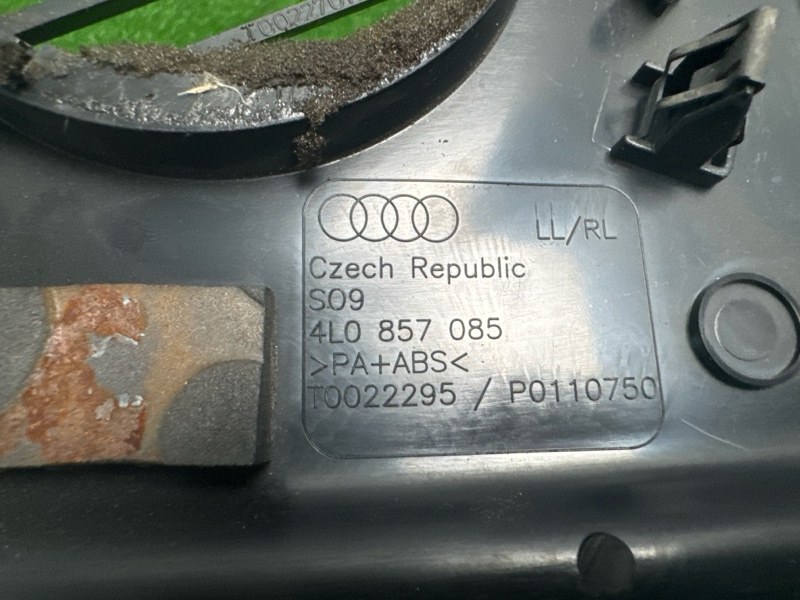 LL/RL
Czech Republic
S09
4L0 857 085
>PA+ABS<
T0022295 / P0110750